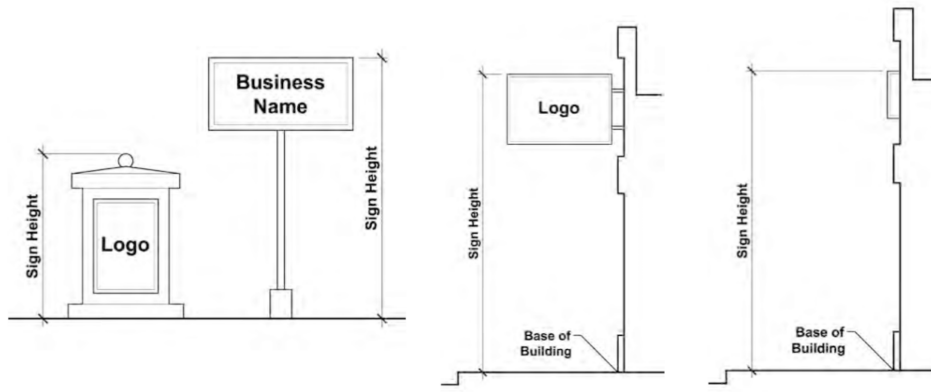 Business
Name
Logo
Sign Height
Sign Height
Logo
Sign Height
Base of
Building
Sign Height
Base of
Building